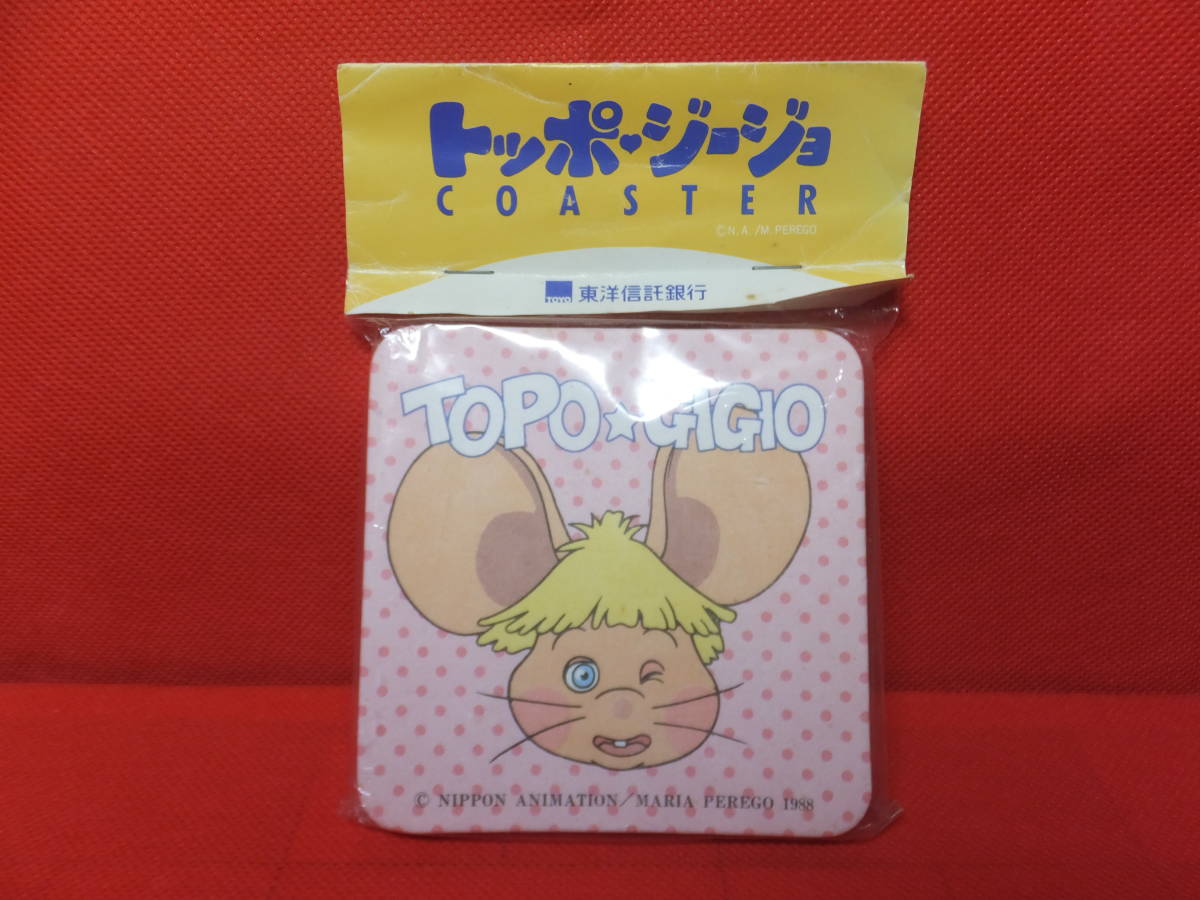 トッポ♥ジージョ
COASTER
©N.A./M.PEREGO
TOYO 東洋信託銀行
TOPO☆GIGIO
© NIPPON ANIMATION/MARIA PEREGO 1988